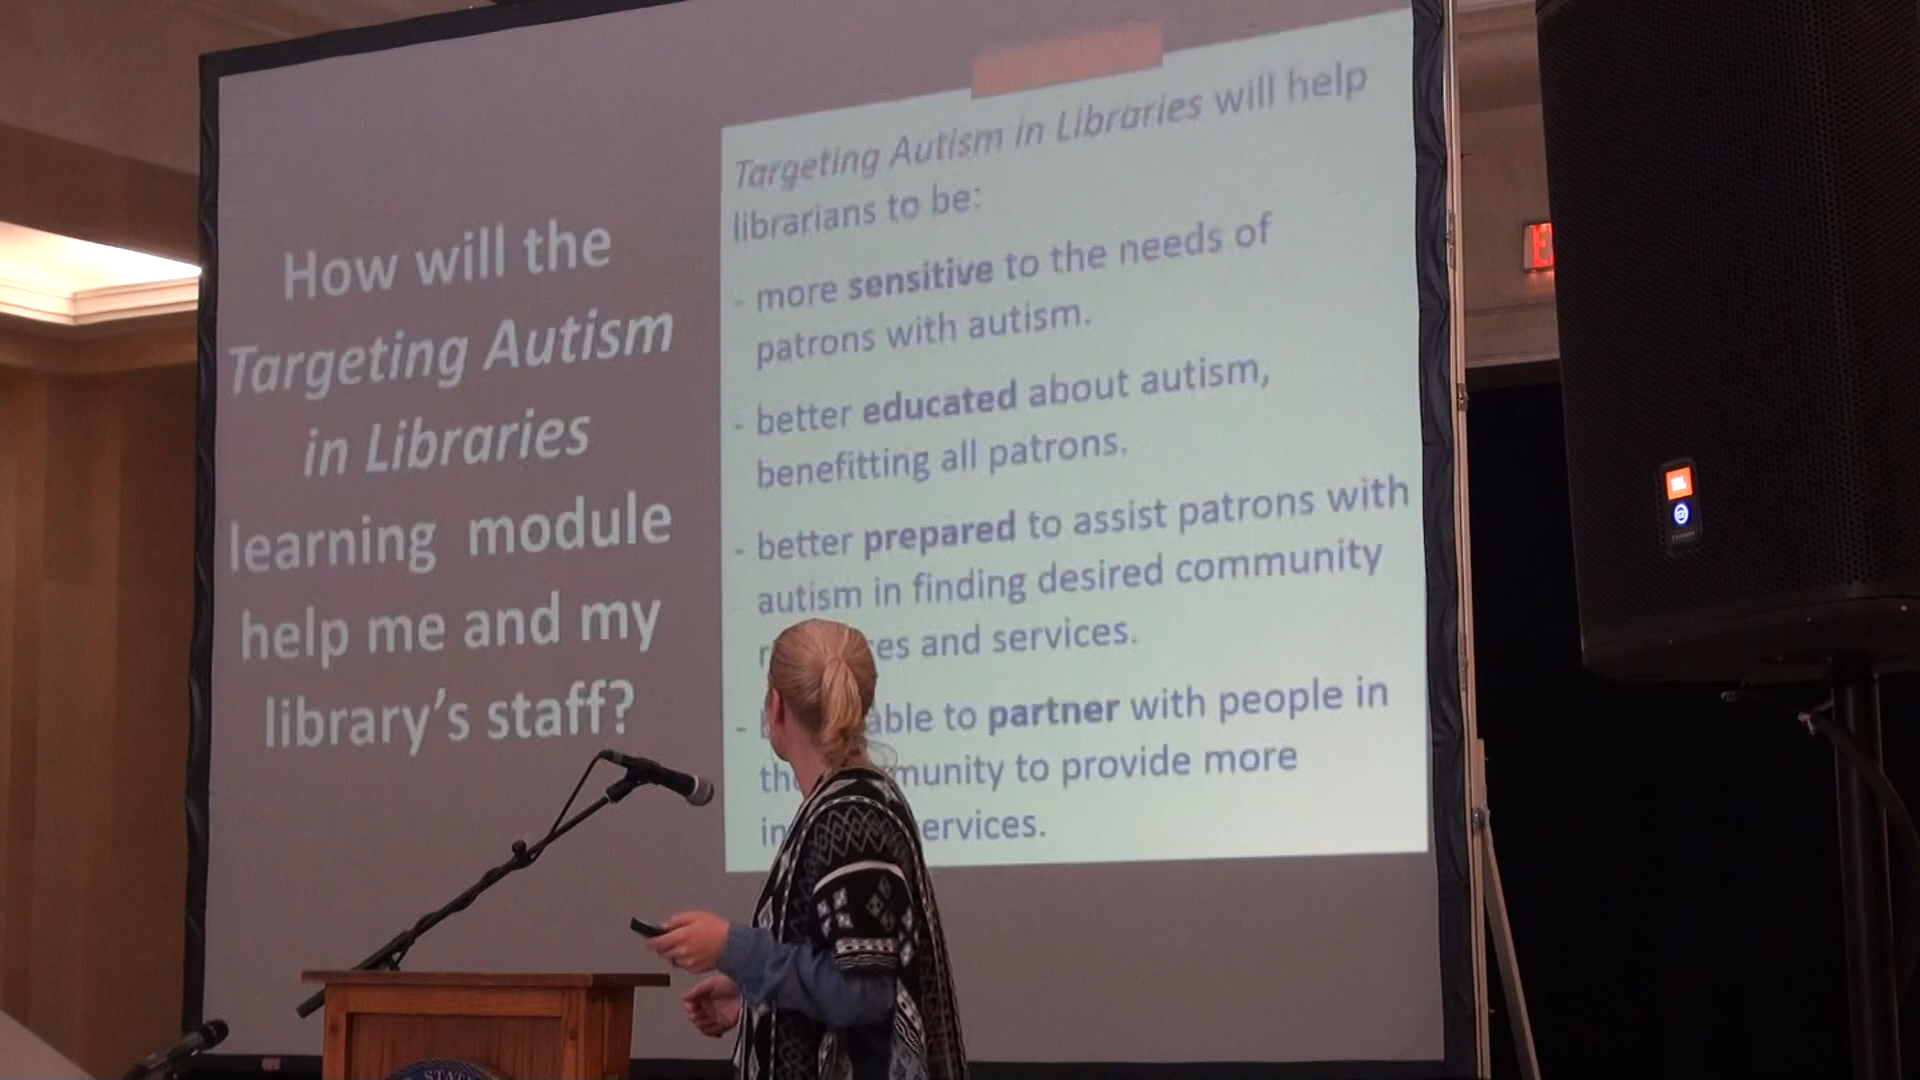 How will the
Targeting Autism
in Libraries
learning module
help me and my
library's staff?
Targeting Autism in Libraries will help
librarians to be:
- more sensitive to the needs of
patrons with autism.
- better educated about autism,
benefitting all patrons.
- better prepared to assist patrons with
autism in finding desired community
and services.
- able to partner with people in
to provide more
JBL
STATE